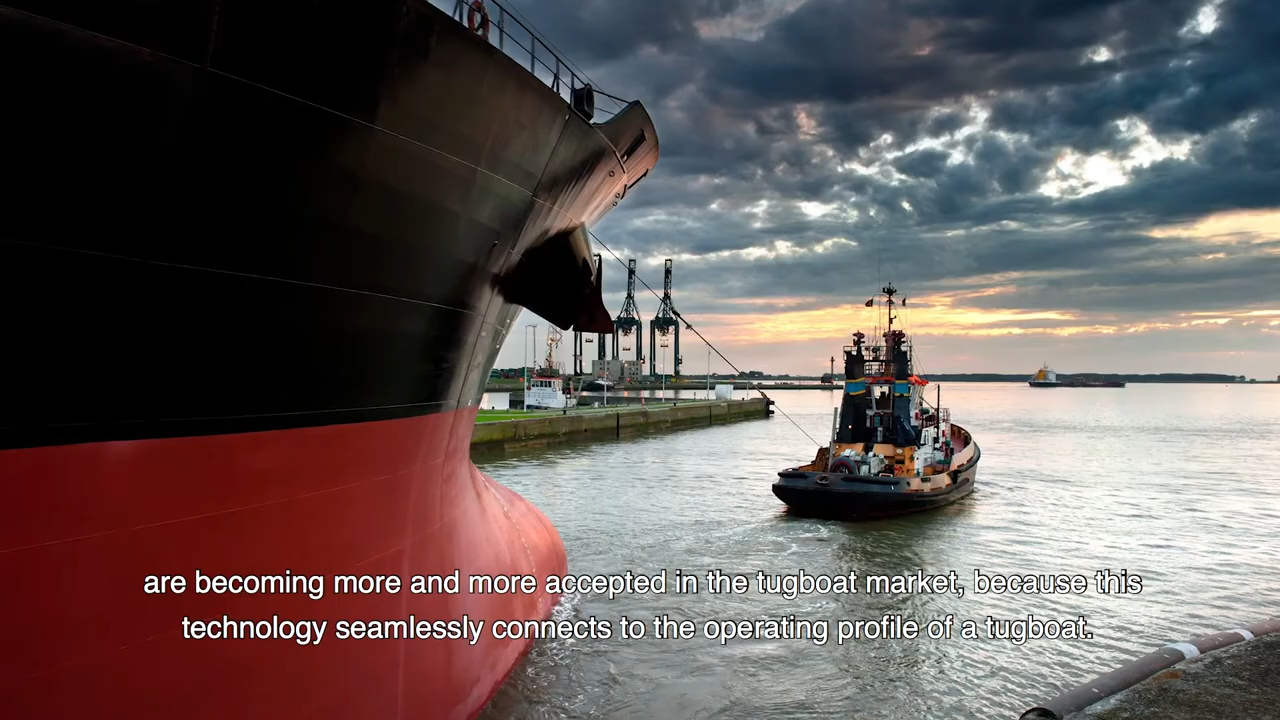 are becoming more and more accepted in the tugboat market, because this
technology seamlessly connects to the operating profile of a tugboat.